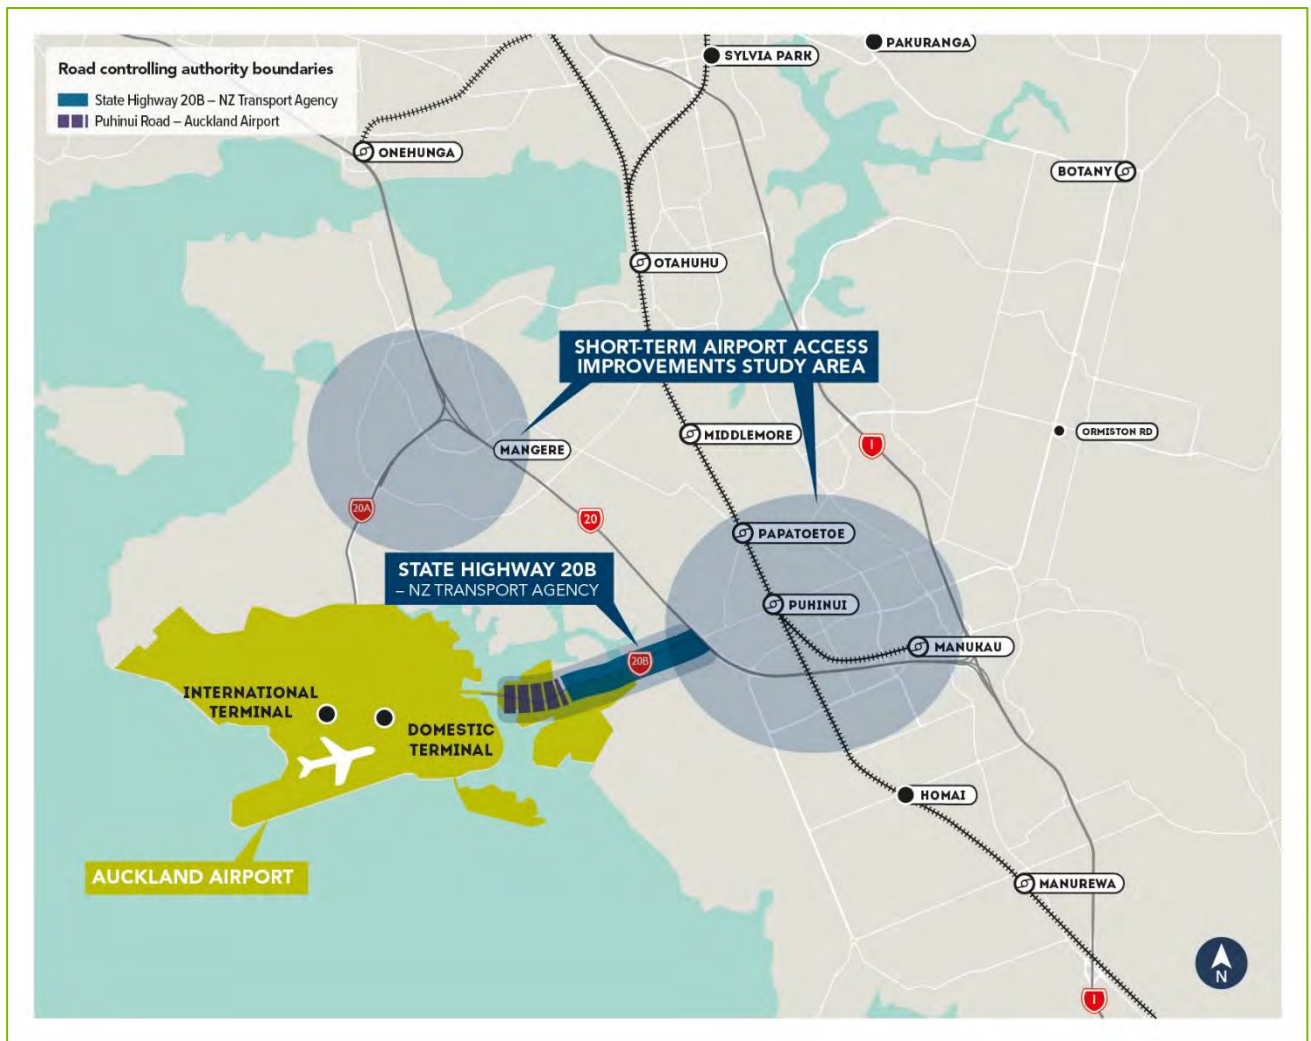 Road controlling authority boundaries
State Highway 20B – NZ Transport Agency
Puhinui Road – Auckland Airport
SYLVIA PARK
PAKURANGA
ONEHUNGA
BOTANY
OTAHUHU
SHORT-TERM AIRPORT ACCESS
IMPROVEMENTS STUDY AREA
MANGERE
MIDDLEMORE
1
ORMISTON RD
20A
20
PAPATOETOE
STATE HIGHWAY 20B
– NZ TRANSPORT AGENCY
PUHINUI
MANUKAU
20B
INTERNATIONAL
TERMINAL
DOMESTIC
TERMINAL
HOMAI
AUCKLAND AIRPORT
MANUREWA
N
1